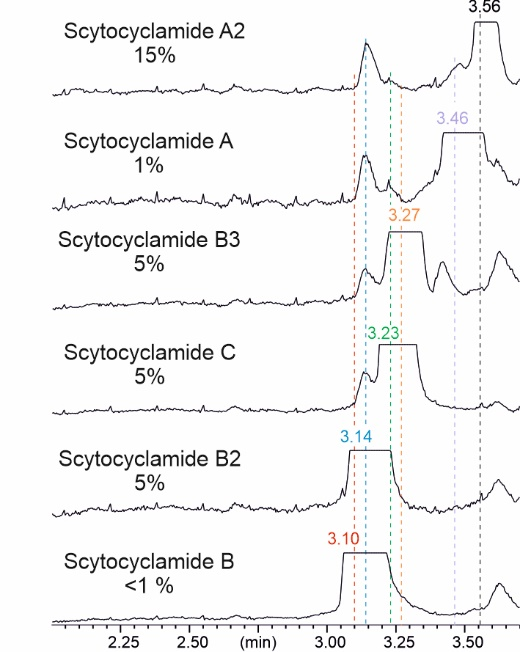 3.56
Scytocyclamide A2
15%
3.46
Scytocyclamide A
1%
3.27
Scytocyclamide B3
5%
3.23
Scytocyclamide C
5%
3.14
Scytocyclamide B2
5%
3.10
Scytocyclamide B
<1 %
2.25 2.50 (min) 3.00 3.25 3.50